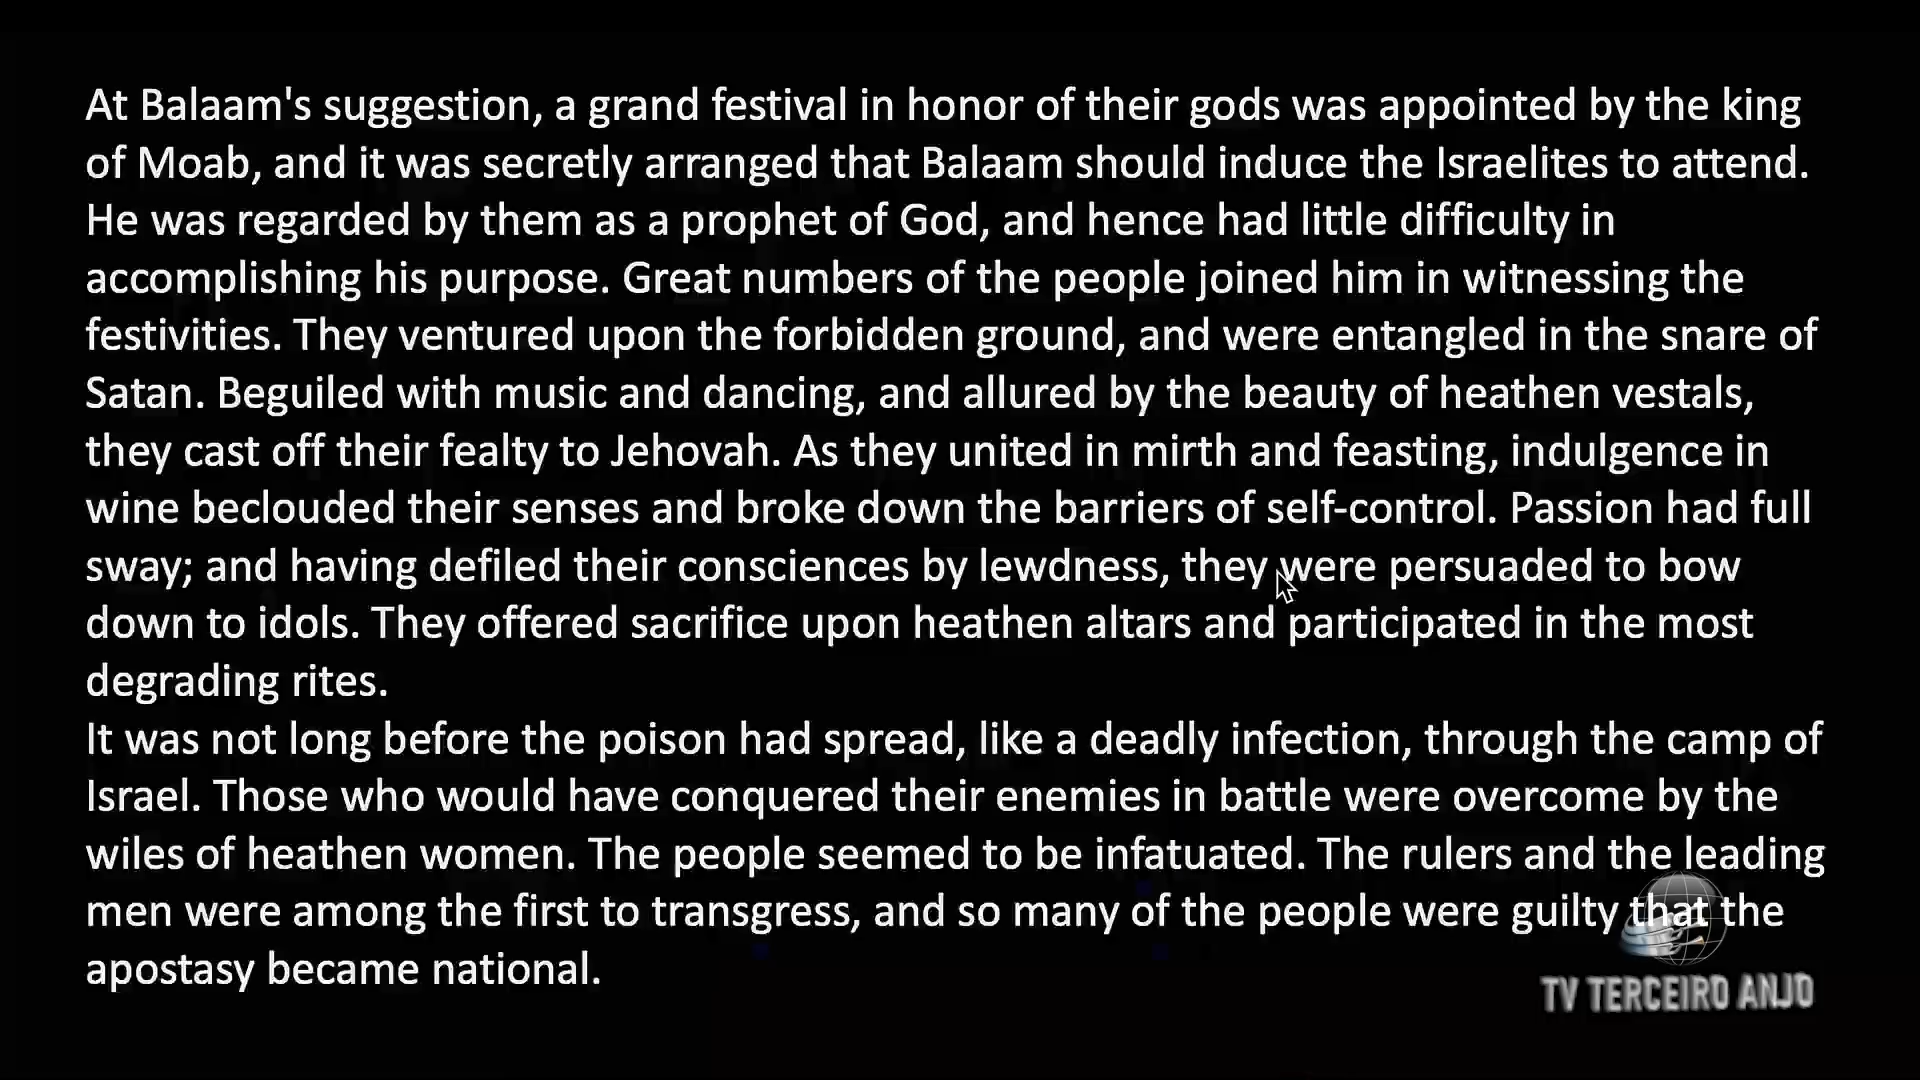 At Balaam's suggestion, a grand festival in honor of their gods was appointed by the king
of Moab, and it was secretly arranged that Balaam should induce the Israelites to attend.
He was regarded by them as a prophet of God, and hence had little difficulty in
accomplishing his purpose. Great numbers of the people joined him in witnessing the
festivities. They ventured upon the forbidden ground, and were entangled in the snare of
Satan. Beguiled with music and dancing, and allured by the beauty of heathen vestals,
they cast off their fealty to Jehovah. As they united in mirth and feasting, indulgence in
wine beclouded their senses and broke down the barriers of self-control. Passion had full
sway; and having defiled their consciences by lewdness, they were persuaded to bow
down to idols. They offered sacrifice upon heathen altars and participated in the most
degrading rites.
It was not long before the poison had spread, like a deadly infection, through the camp of
Israel. Those who would have conquered their enemies in battle were overcome by the
wiles of heathen women. The people seemed to be infatuated. The rulers and the leading
men were among the first to transgress, and so many of the people were guilty that the
apostasy became national.
TV TERCEIRO ANJO